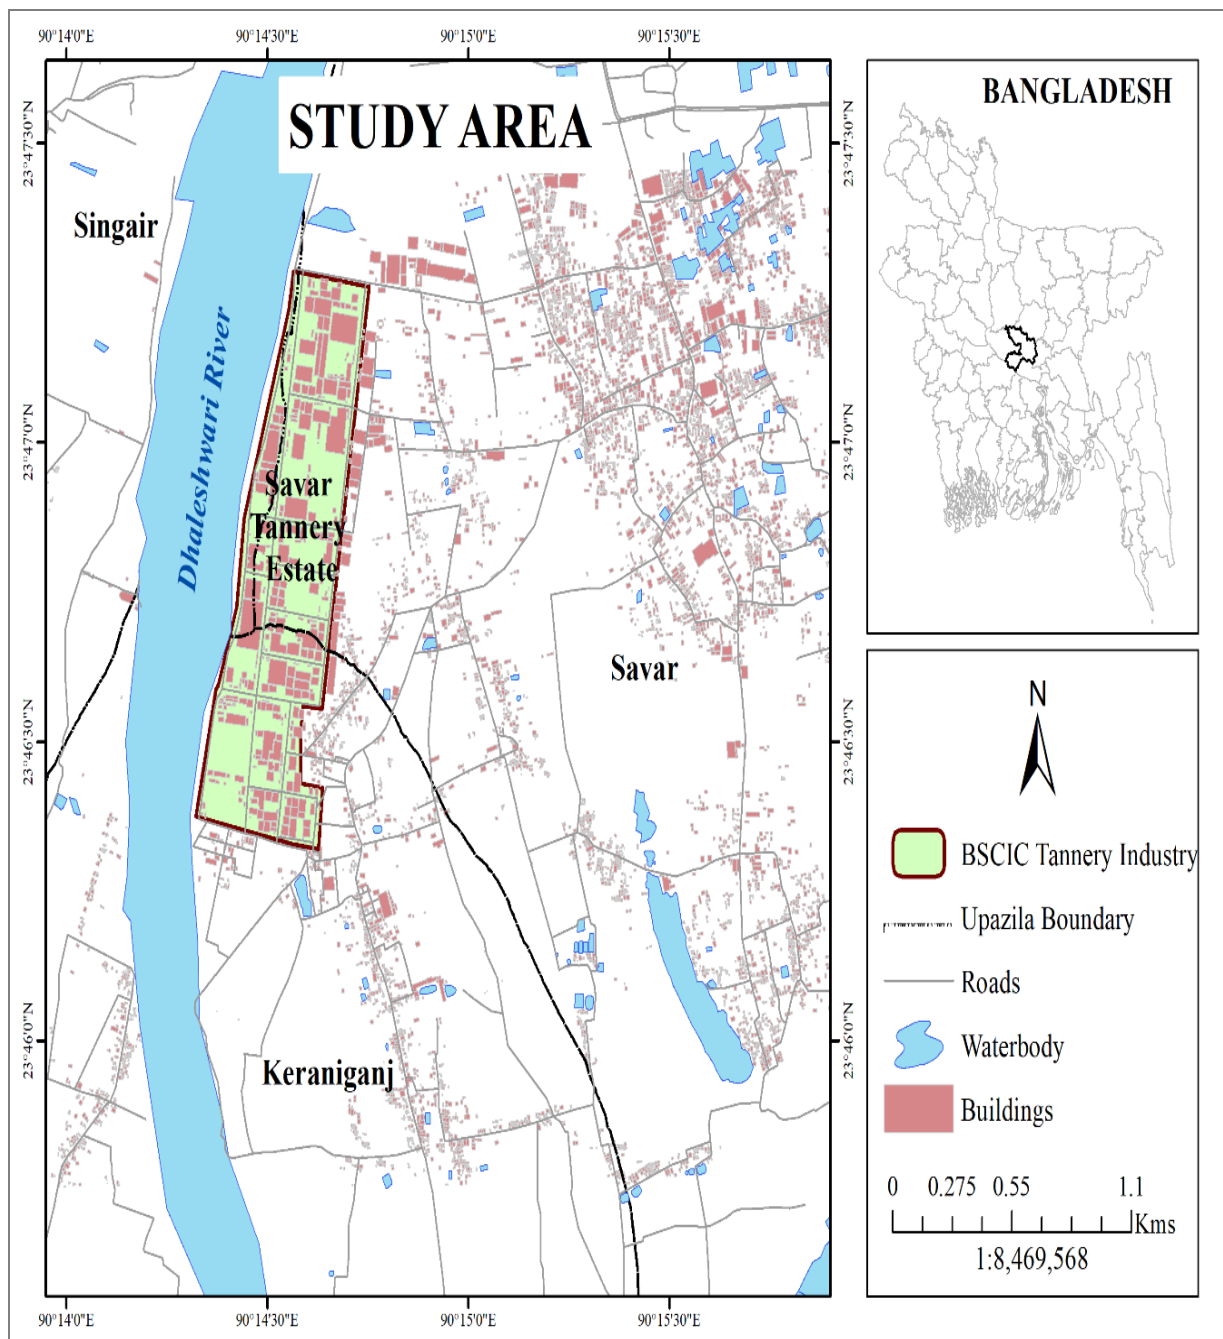 90°14'0"E 90°14'30"E 90°15'0"E 90°15'30"E
STUDY AREA
BANGLADESH
23°47'30"N
23°47'30"N
Singair
Dhaleshwari River
23°47'0"N
23°47'0"N
Savar
Tannery
Estate
Savar
23°46'30"N
23°46'30"N
Keraniganj
23°46'0"N
23°46'0"N
N
BSCIC Tannery Industry
Upazila Boundary
Roads
Waterbody
Buildings
0 0.275 0.55 1.1
Kms
1:8,469,568
90°14'0"E 90°14'30"E 90°15'0"E 90°15'30"E